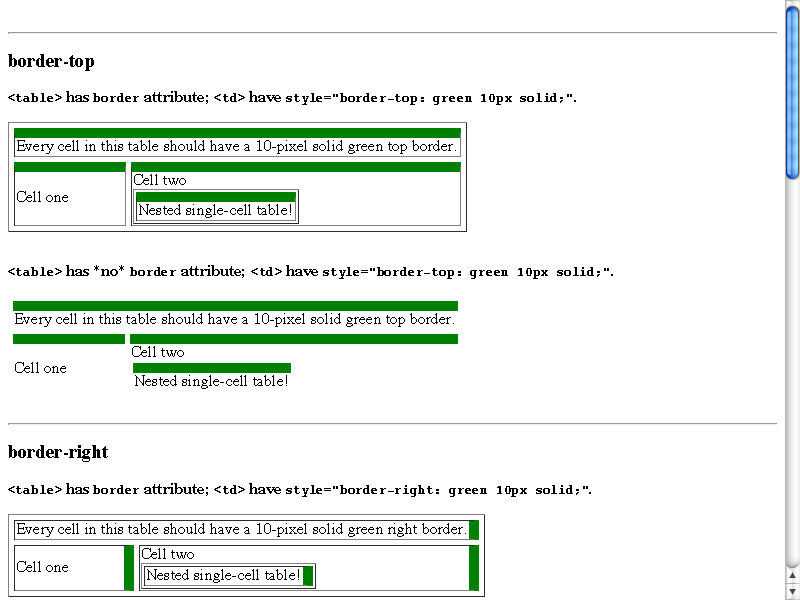 border-top
<table> has border attribute; <td> have style="border-top: green 10px solid;".
Every cell in this table should have a 10-pixel solid green top border.
Cell one
Cell two
Nested single-cell table!
<table> has *no* border attribute; <td> have style="border-top: green 10px solid;".
Every cell in this table should have a 10-pixel solid green top border.
Cell one
Cell two
Nested single-cell table!
border-right
<table> has border attribute; <td> have style="border-right: green 10px solid;".
Every cell in this table should have a 10-pixel solid green right border.
Cell one
Cell two
Nested single-cell table!